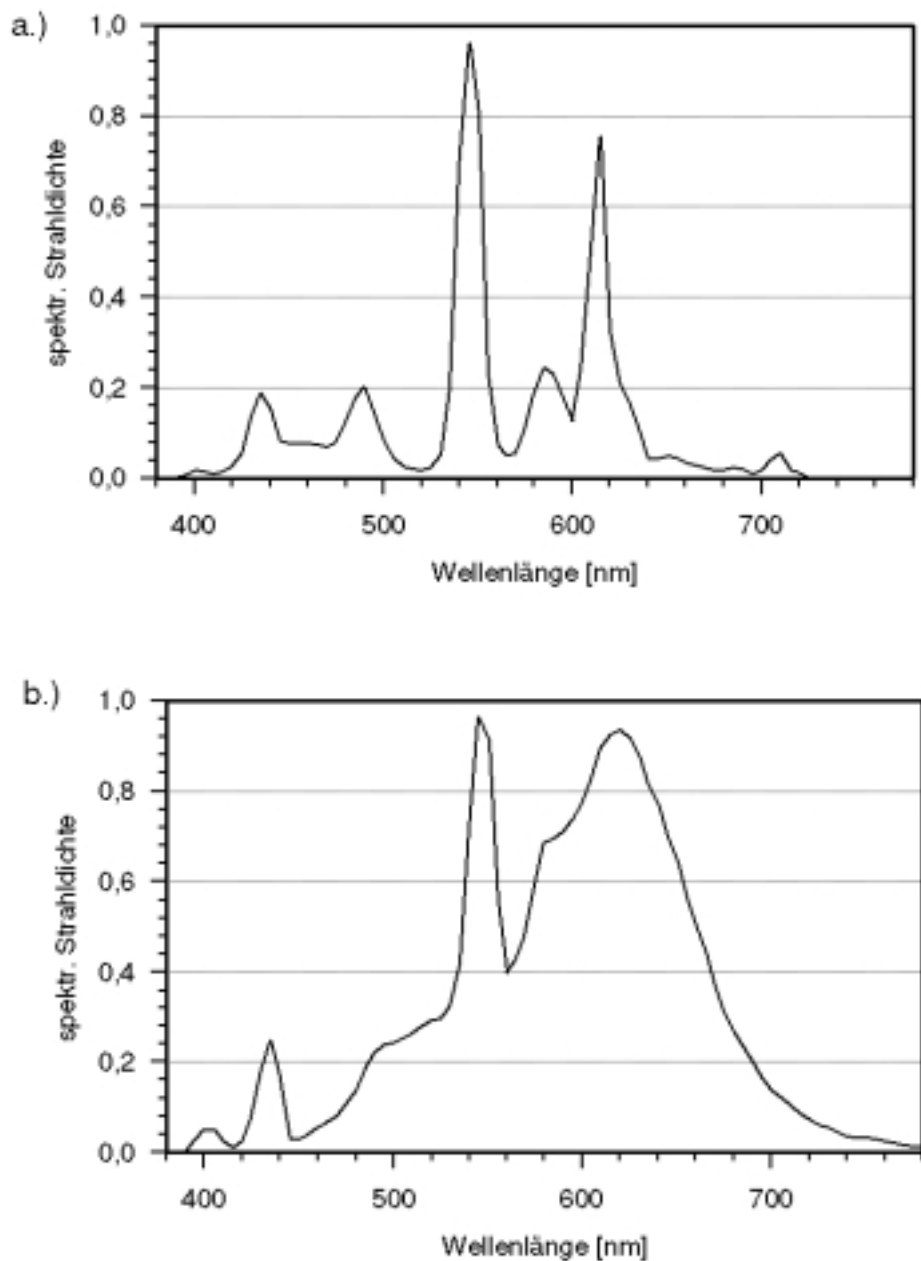 a.)
1,0
0,8
0,6
0,4
0,2
0,0
spektr. Strahldichte
400 500 600 700
Wellenlänge [nm]
b.)
1,0
0,8
0,6
0,4
0,2
0,0
spektr. Strahldichte
400 500 600 700
Wellenlänge [nm]